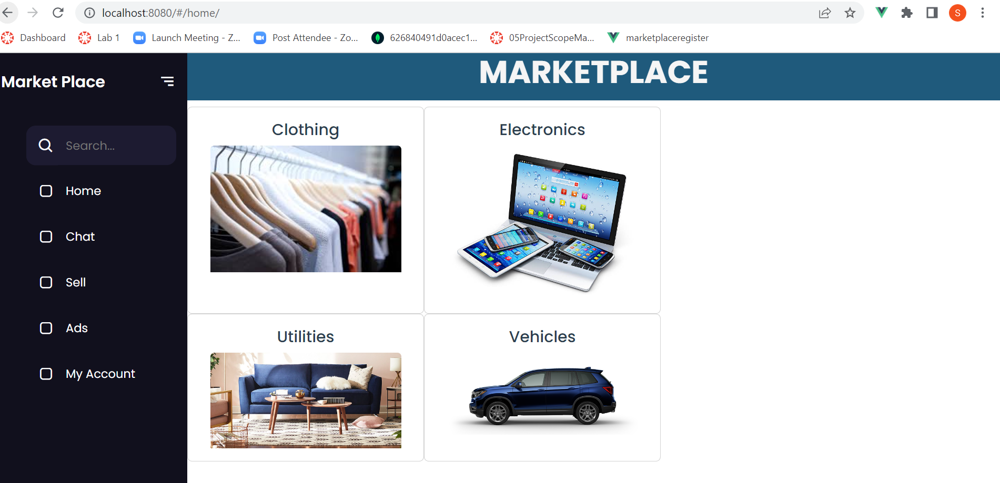 localhost:8080/#/home/
S
Dashboard Lab 1 Launch Meeting - Z... Post Attendee - Zo... 626840491d0acec1... 05ProjectScopeMa... marketplaceregister
Market Place
MARKETPLACE
Search...
Home
Chat
Sell
Ads
My Account
Clothing Electronics
Utilities Vehicles